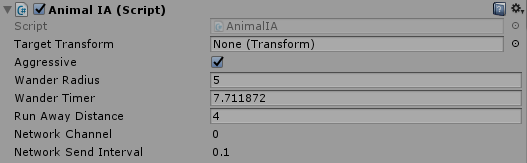 Animal IA (Script)
Script AnimalIA
Target Transform None (Transform)
Aggressive
Wander Radius 5
Wander Timer 7.711872
Run Away Distance 4
Network Channel 0
Network Send Interval 0.1